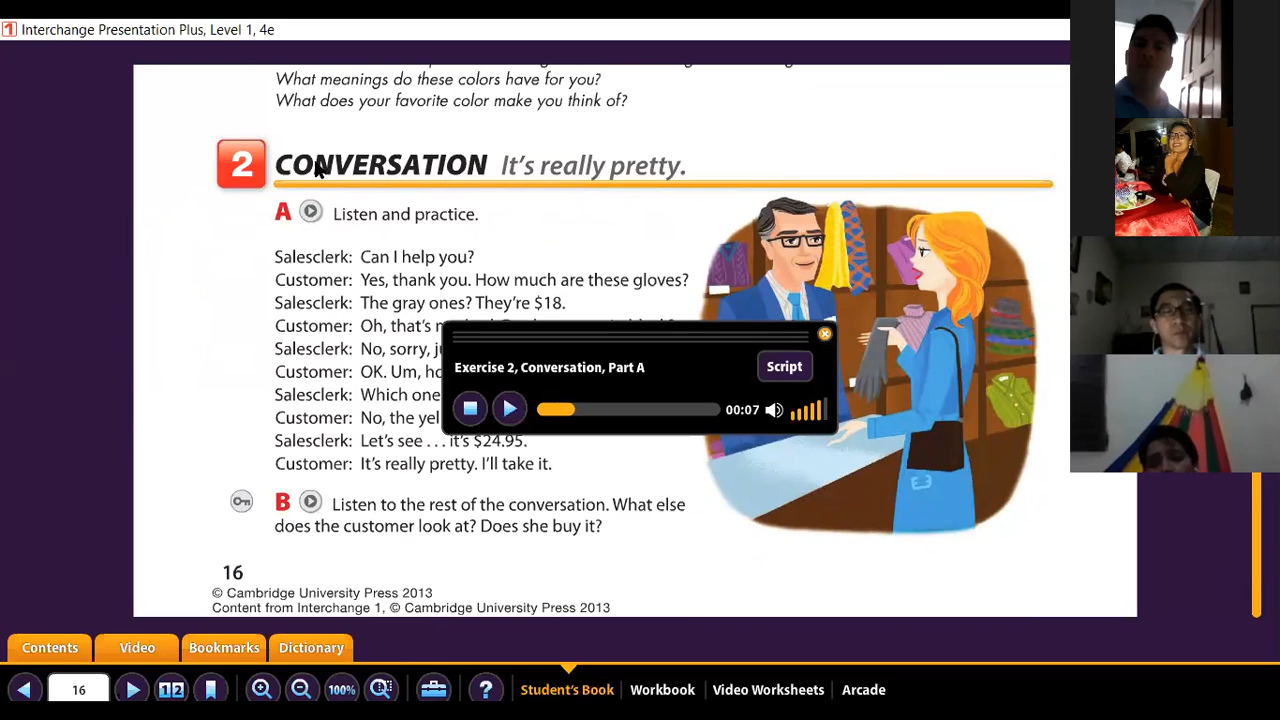 Interchange Presentation Plus, Level 1, 4e
What meanings do these colors have for you?
What does your favorite color make you think of?
2 CONVERSATION It's really pretty.
A Listen and practice.
Salesclerk: Can I help you?
Customer: Yes, thank you. How much are these gloves?
Salesclerk: The gray ones? They're $18.
Customer: Oh, that's
Salesclerk: No, sorry,
Customer: OK. Um,
Salesclerk: Which one
Customer: No, the
Salesclerk: Let's see . . . it's $24.95.
Customer: It's really pretty. I'll take it.
Exercise 2, Conversation, Part A
Script
00:07
B Listen to the rest of the conversation. What else
does the customer look at? Does she buy it?
16
© Cambridge University Press 2013
Content from Interchange 1, © Cambridge University Press 2013
Contents Video Bookmarks Dictionary
16 12 100% ? Student's Book Workbook Video Worksheets Arcade